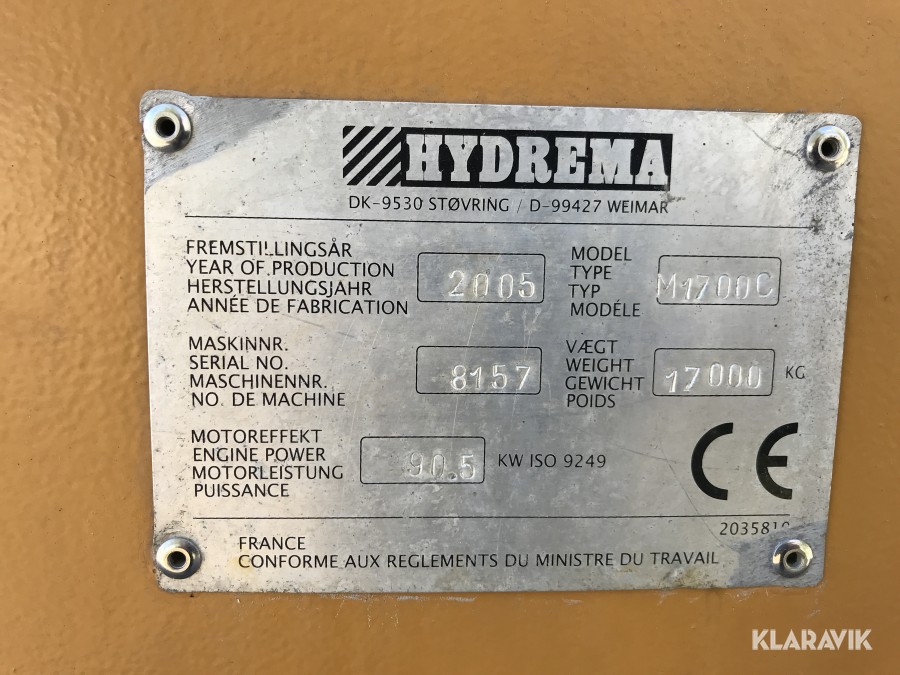 HYDREMA
DK-9530 STØVRING / D-99427 WEIMAR
FREMSTILLINGSÅR
YEAR OF PRODUCTION
HERSTELLUNGSJAHR
ANNÉE DE FABRICATION
2005
MODEL
TYPE
TYP
MODÉLE
M1700C
MASKINNR.
SERIAL NO.
MASCHINENNR.
NO. DE MACHINE
8157
VÆGT
WEIGHT
GEWICHT
POIDS
17000
KG
MOTOREFFEKT
ENGINE POWER
MOTORLEISTUNG
PUISSANCE
90.5
KW ISO 9249
CE
FRANCE
CONFORME AUX REGLEMENTS DU MINISTRE DU TRAVAIL
KLARAVIK